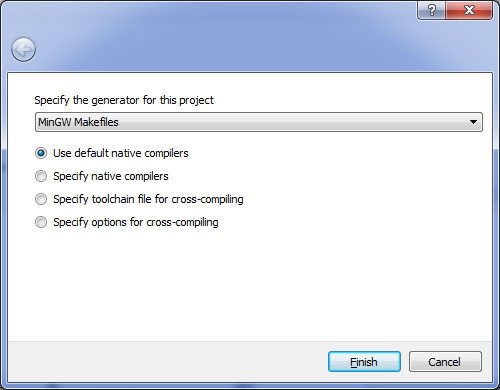 ?
Specify the generator for this project
MinGW Makefiles
Use default native compilers
Specify native compilers
Specify toolchain file for cross-compiling
Specify options for cross-compiling
Finish
Cancel